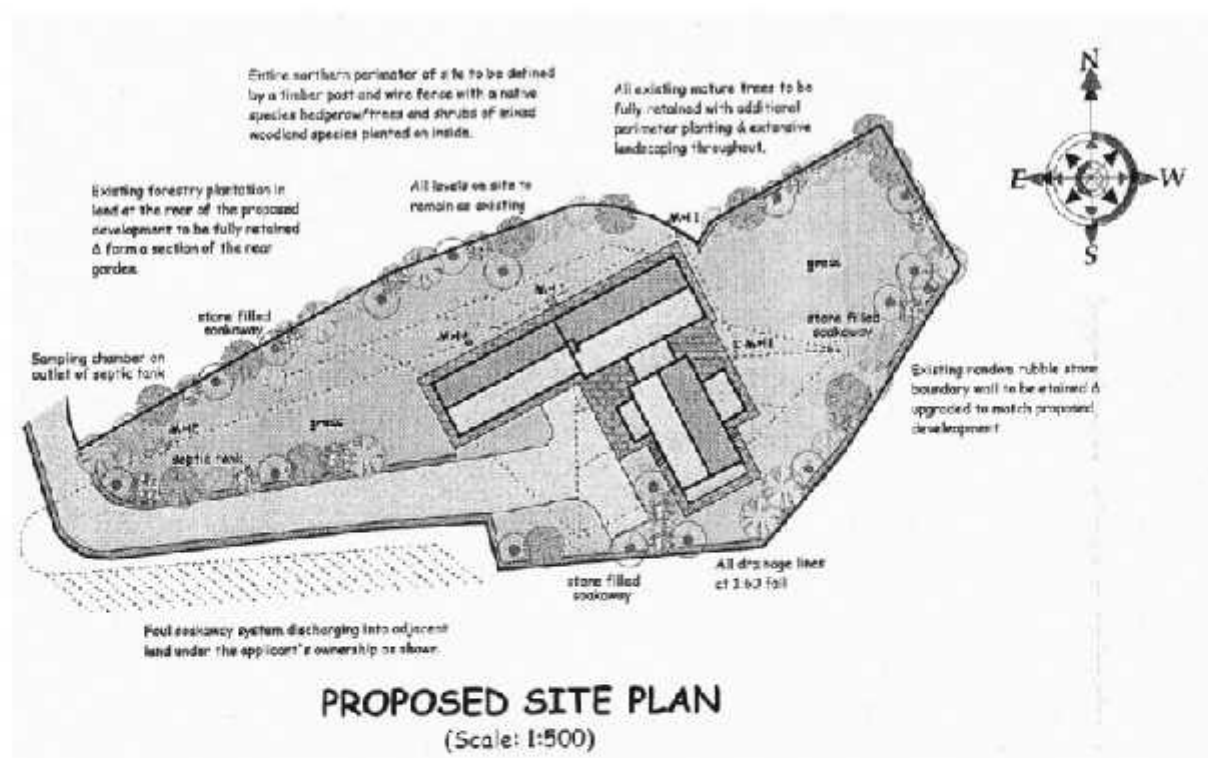 Entire northern perimeter of site to be defined
by a timber post and wire fence with a native
species hedgerow/trees and shrubs of mixed
woodland species planted on inside.
All existing mature trees to be
fully retained with additional
perimeter planting & extensive
landscaping throughout.
N
E
W
S
Existing forestry plantation in
land at the rear of the proposed
development to be fully retained
& form a section of the rear
garden.
All levels on site to
remain as existing
MH1
grass
stone filled
soakaway
stone filled
soakaway
Sampling chamber on
outlet of septic tank
Existing random rubble stone
boundary wall to be etained &
upgraded to match proposed
development
grass
septic tank
stone filled
soakaway
All drainage lines
at 1:60 fall
Foul soakaway system discharging into adjacent
land under the applicant's ownership as shown.
PROPOSED SITE PLAN
(Scale: 1:500)